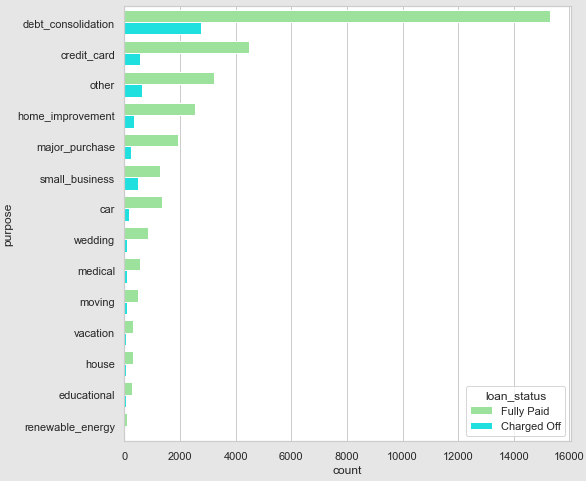 debt_consolidation
credit_card
other
home_improvement
major_purchase
small_business
car
wedding
medical
moving
vacation
house
educational
renewable_energy
purpose
0 2000 4000 6000 8000 10000 12000 14000 16000
count
loan_status
Fully Paid
Charged Off